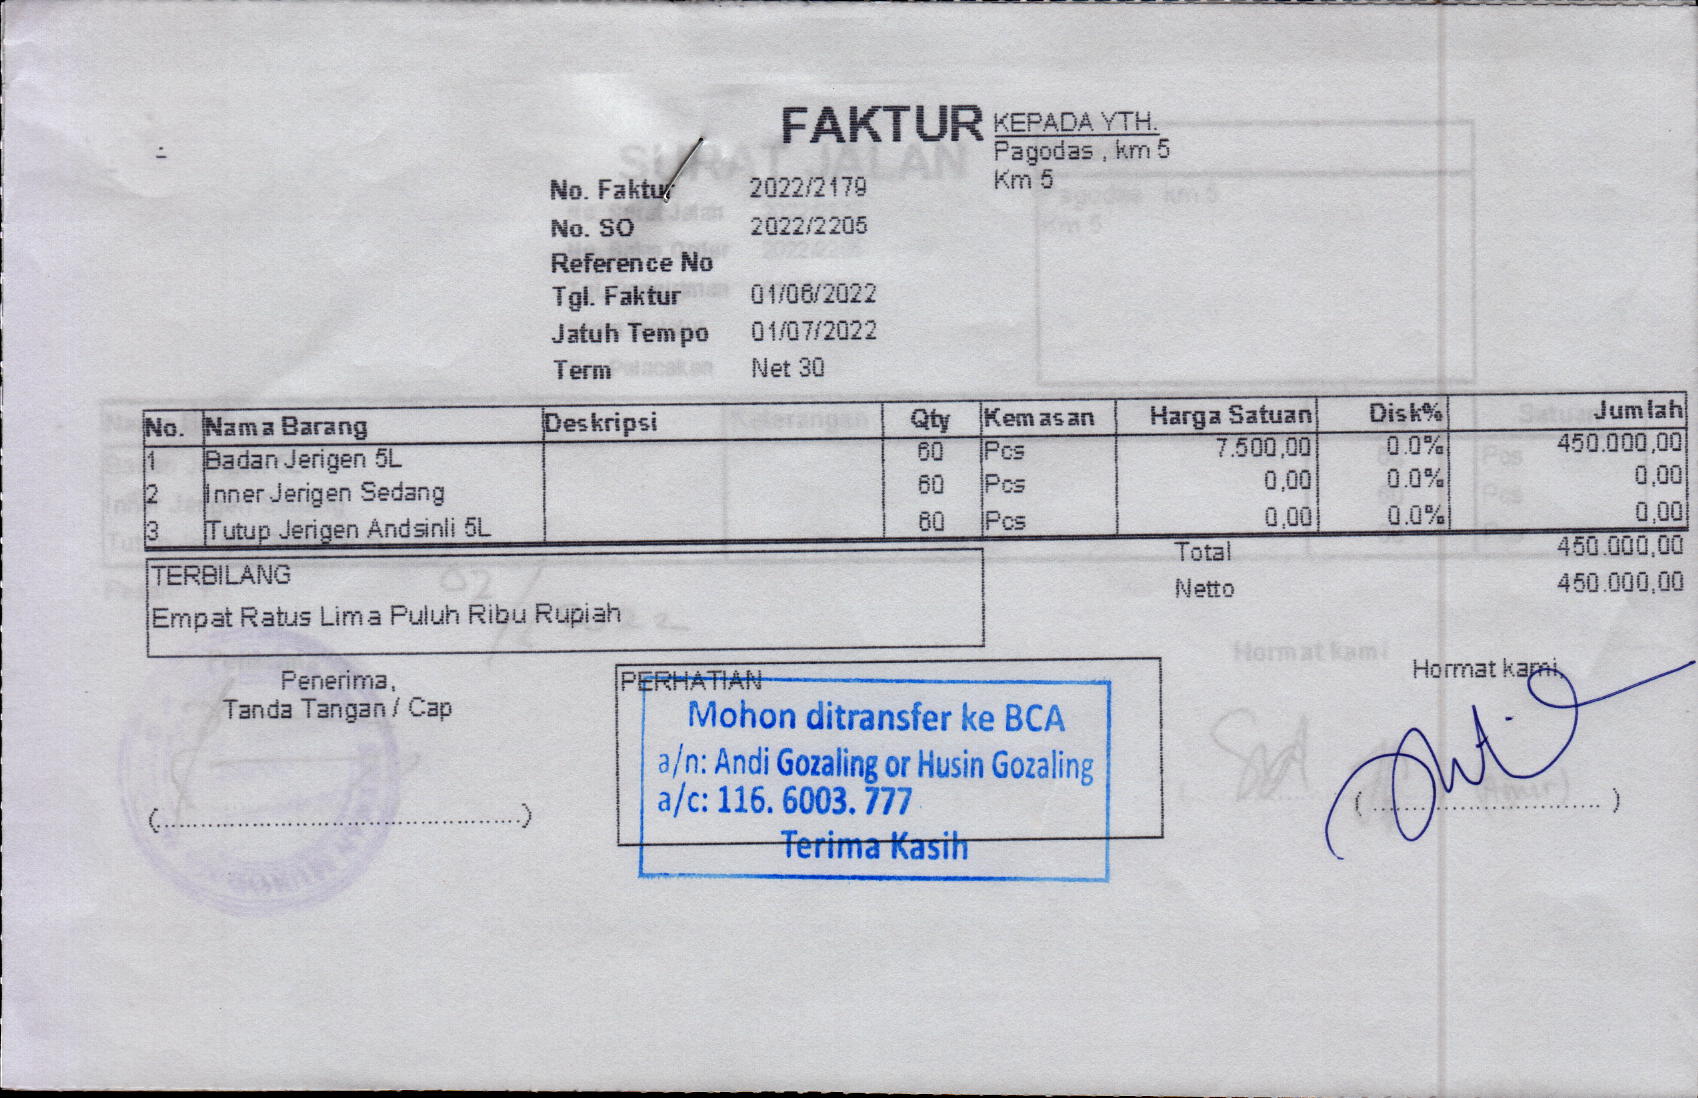 FAKTUR
KEPADA YTH.
Pagodas , km 5
Km 5
No. Faktur 2022/2179
No. SO 2022/2205
Reference No
Tgl. Faktur 01/06/2022
Jatuh Tempo 01/07/2022
Term Net 30
No. Nama Barang Deskripsi Qty Kemasan Harga Satuan Disk% Jumlah
1 Badan Jerigen 5L 60 Pcs 7.500,00 0.0% 450.000,00
2 Inner Jerigen Sedang 60 Pcs 0,00 0.0% 0,00
3 Tutup Jerigen Andsinli 5L 60 Pcs 0,00 0.0% 0,00
Total 450.000,00
Netto 450.000,00
TERBILANG
Empat Ratus Lima Puluh Ribu Rupiah
Penerima,
Tanda Tangan / Cap
(............................................)
PERHATIAN
Mohon ditransfer ke BCA
a/n: Andi Gozaling or Husin Gozaling
a/c: 116. 6003. 777
Terima Kasih
Hormat kami,
( ............................ )
SURAT JALAN
Hormat kami